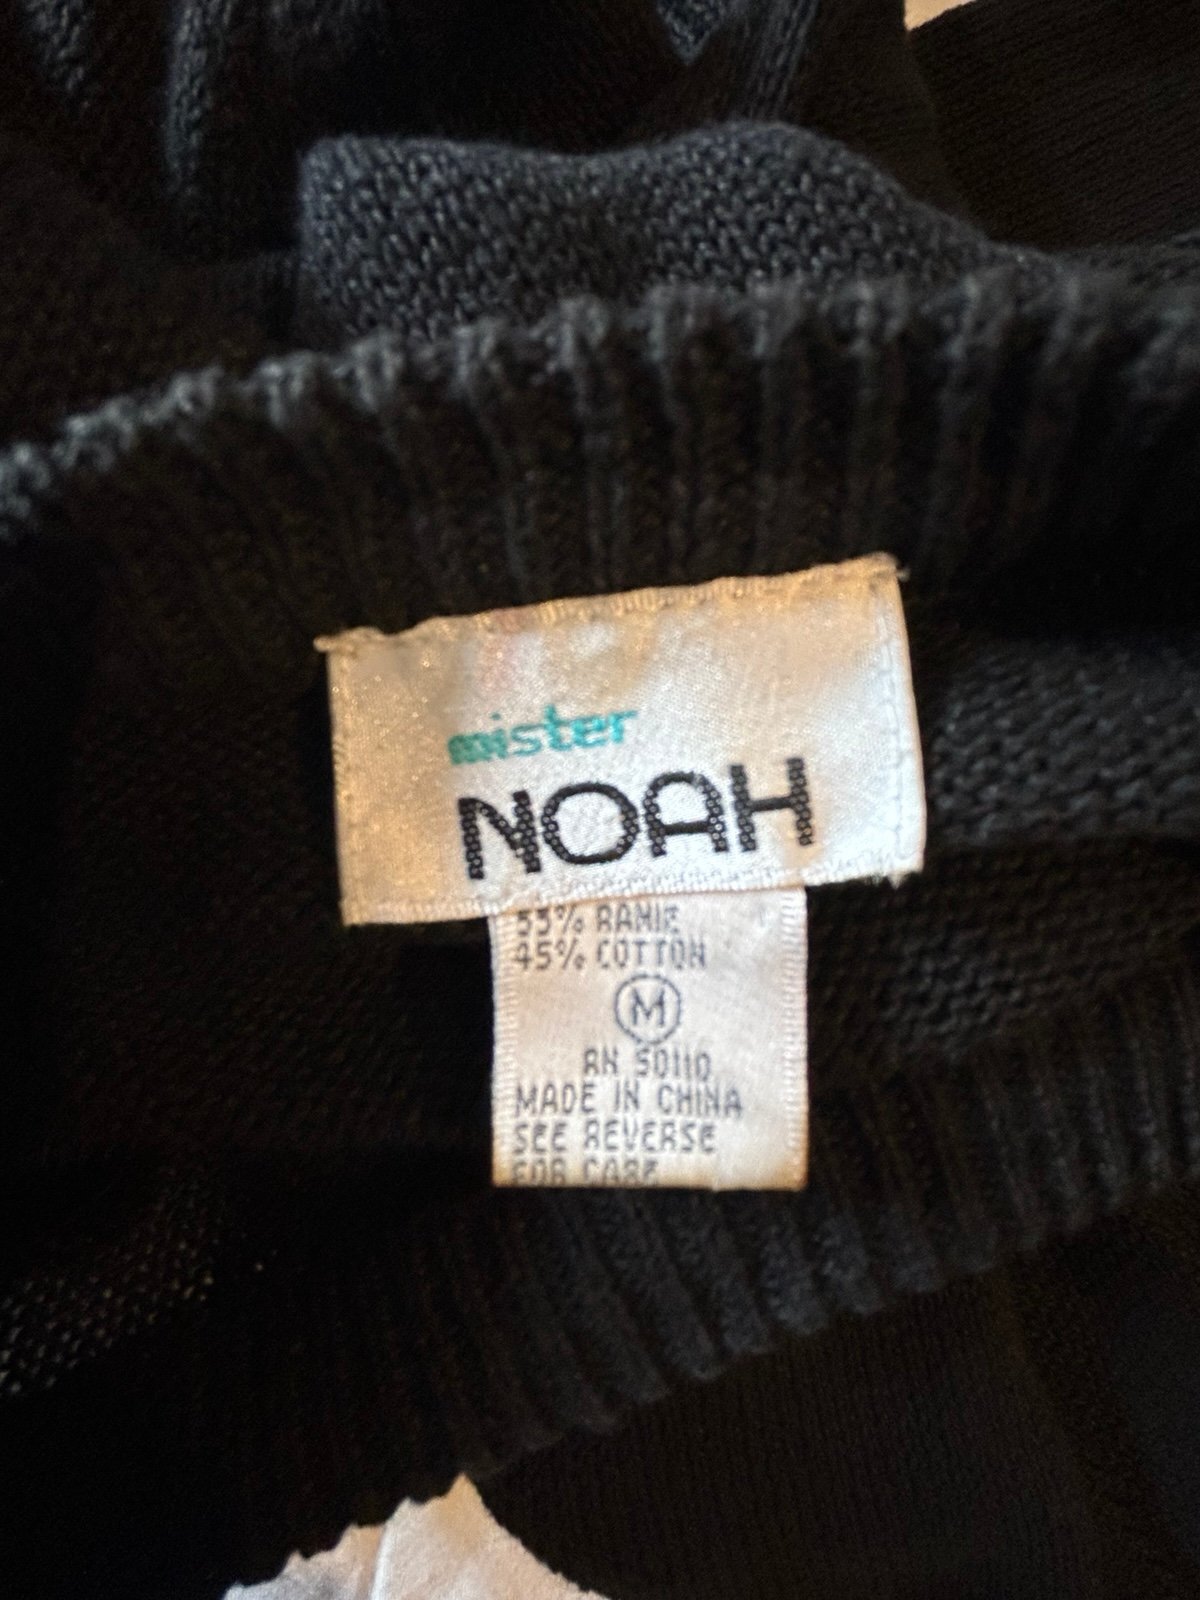 mister
NOAH
55% RAMIE
45% COTTON
M
RN 50110
MADE IN CHINA
SEE REVERSE
FOR CARE